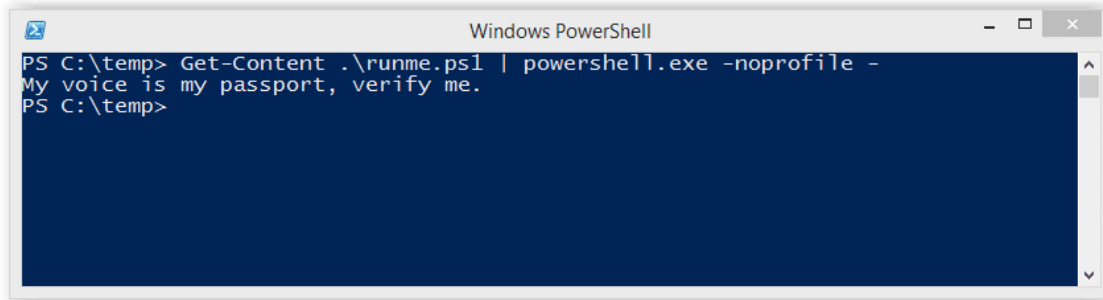 Windows PowerShell
PS C:\temp> Get-Content .\runme.ps1 | powershell.exe -noprofile -
My voice is my passport, verify me.
PS C:\temp>